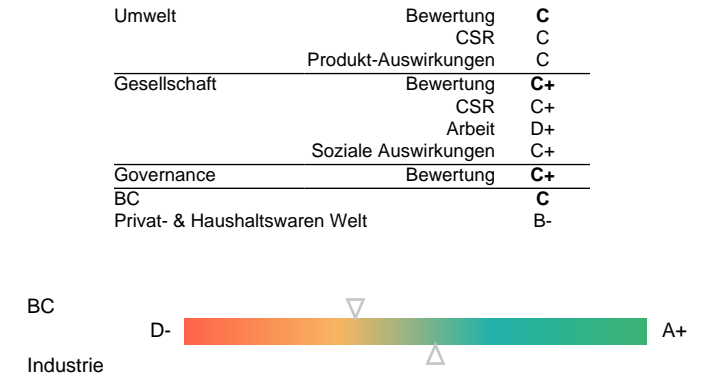 Umwelt Bewertung C
CSR C
Produkt-Auswirkungen C
Gesellschaft Bewertung C+
CSR C+
Arbeit D+
Soziale Auswirkungen C+
Governance Bewertung C+
BC C
Privat- & Haushaltswaren Welt B-
BC
D- A+
Industrie